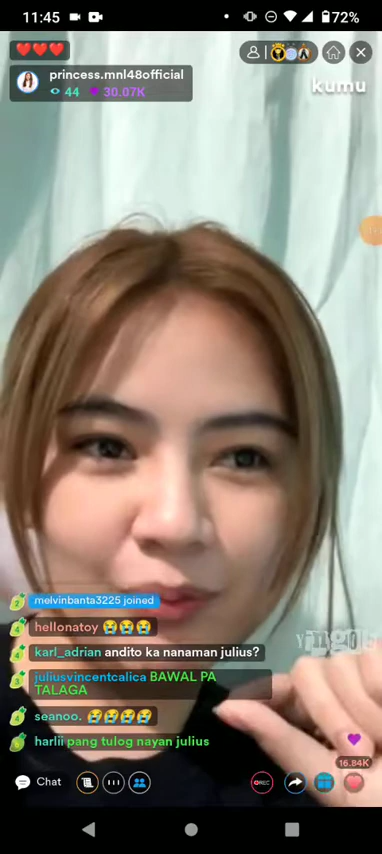 11:45
72%
princess.mnl48official
44 30.07K
kumu
melvinbanta3225 joined
hellonatoy 😭😭😭
karl_adrian andito ka nanaman julius?
juliusvincentcalica BAWAL PA
TALAGA
seanoo. 😭😭😭😭
harlii pang tulog nayan julius
16.84K
Chat
REC